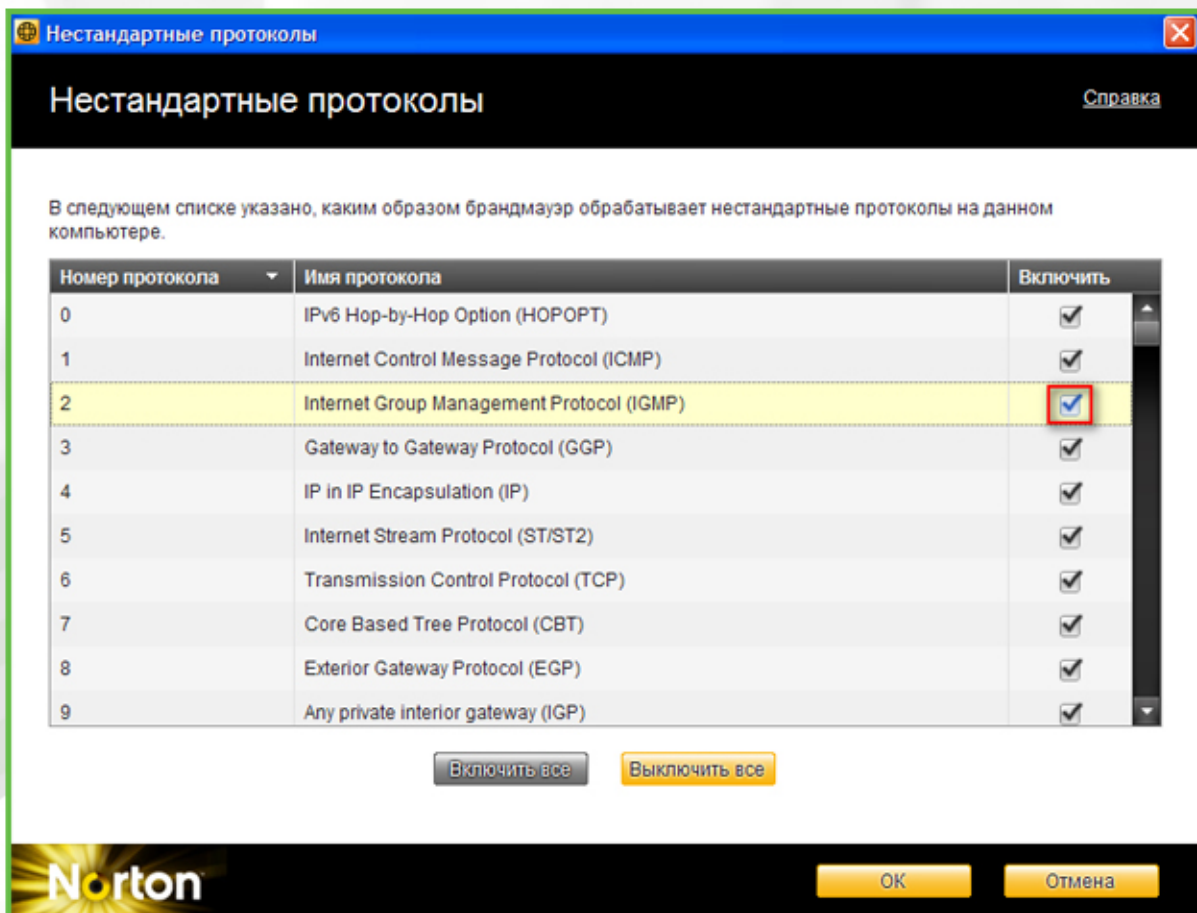 Нестандартные протоколы
Нестандартные протоколы
Справка
В следующем списке указано, каким образом брандмауэр обрабатывает нестандартные протоколы на данном
компьютере.
Номер протокола Имя протокола Включить
0 IPv6 Hop-by-Hop Option (HOPOPT)
1 Internet Control Message Protocol (ICMP)
2 Internet Group Management Protocol (IGMP)
3 Gateway to Gateway Protocol (GGP)
4 IP in IP Encapsulation (IP)
5 Internet Stream Protocol (ST/ST2)
6 Transmission Control Protocol (TCP)
7 Core Based Tree Protocol (CBT)
8 Exterior Gateway Protocol (EGP)
9 Any private interior gateway (IGP)
Включить все Выключить все
Norton ОК Отмена